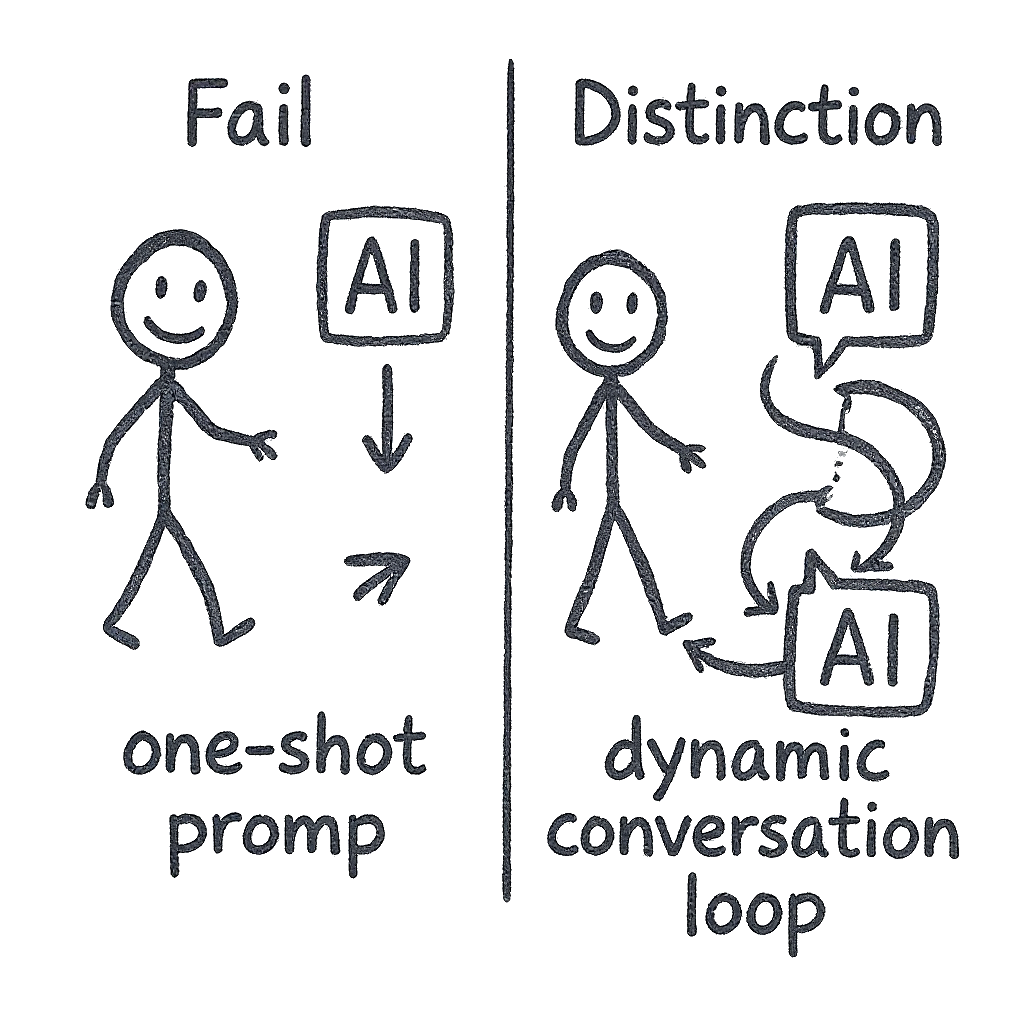 Fail
AI
one-shot
promp
Distinction
AI
AI
dynamic
conversation
loop